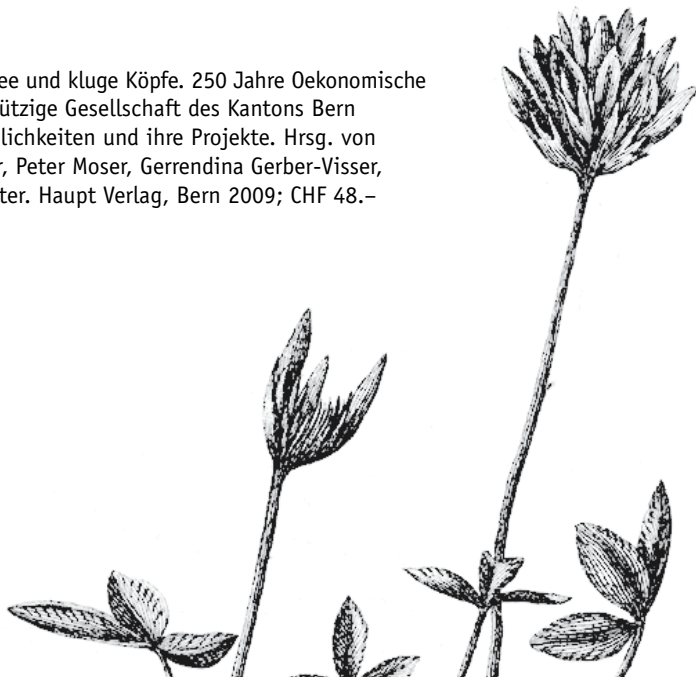 ee und kluge Köpfe. 250 Jahre Oekonomische
ützige Gesellschaft des Kantons Bern
lichkeiten und ihre Projekte. Hrsg. von
r, Peter Moser, Gerrendina Gerber-Visser,
ter. Haupt Verlag, Bern 2009; CHF 48.–